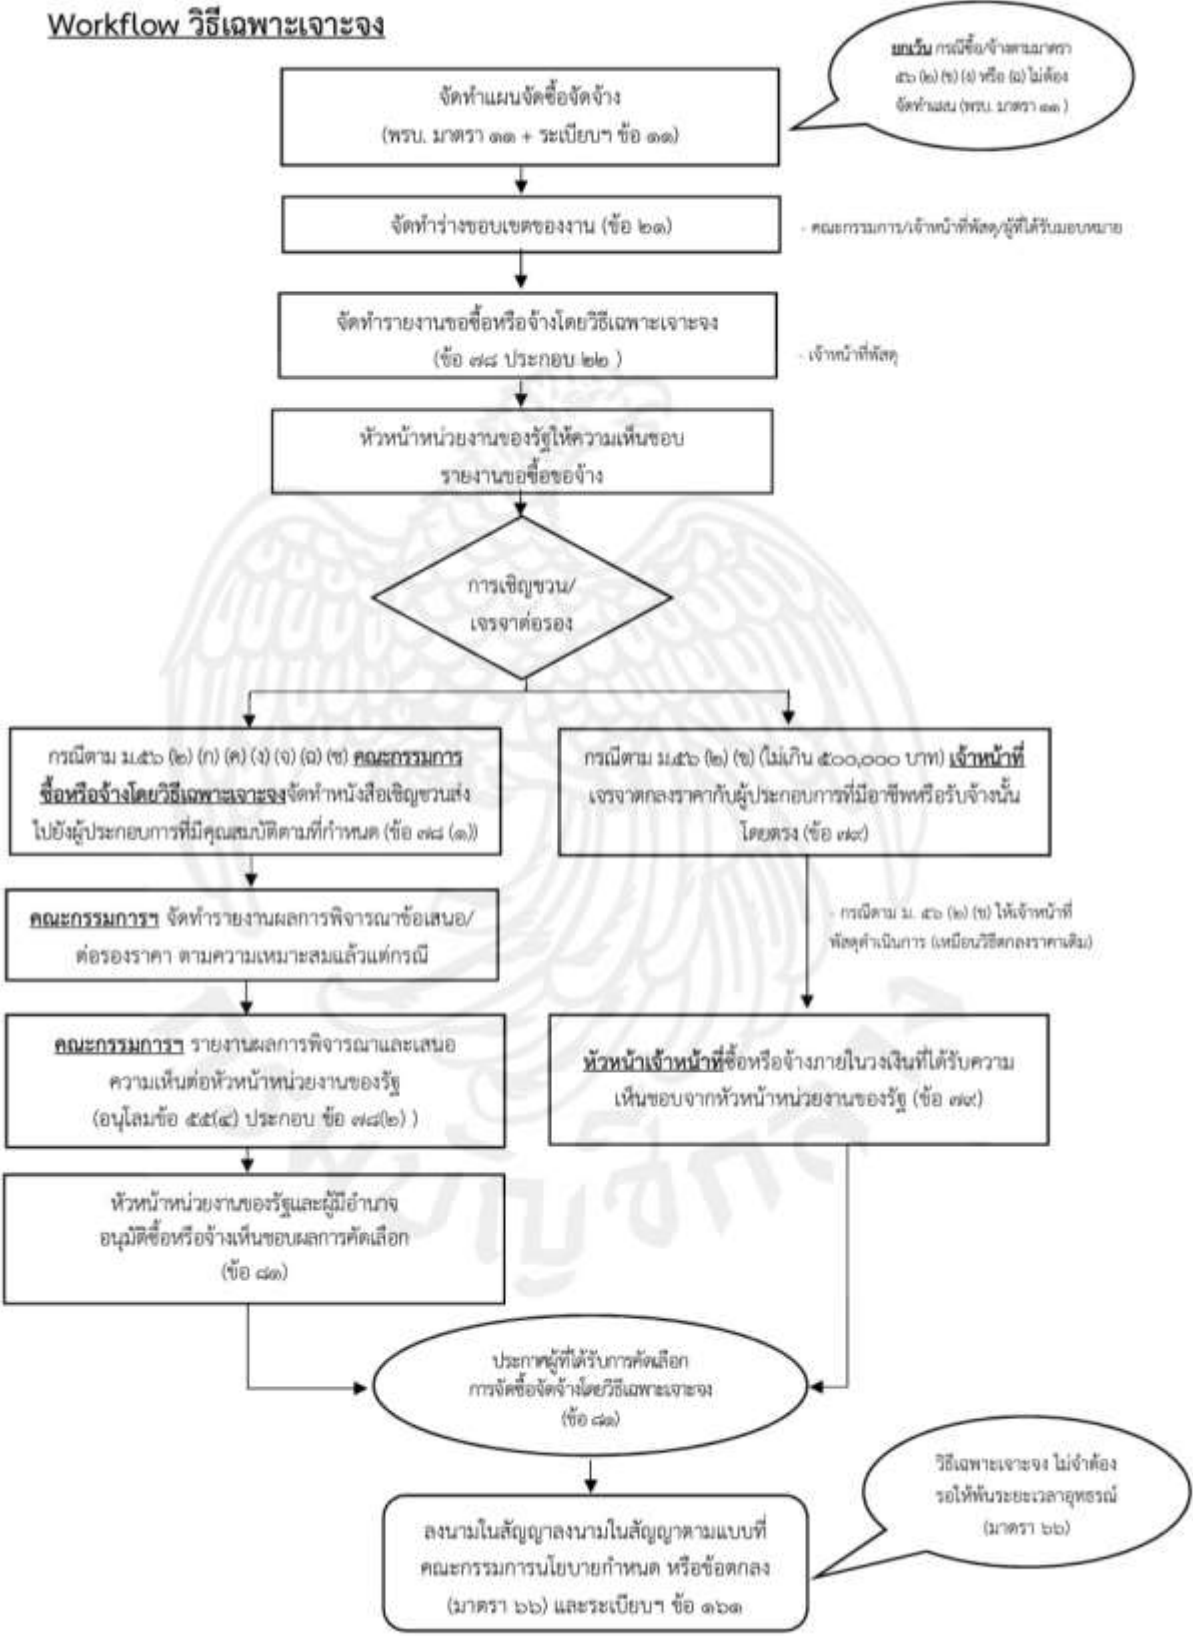 Workflow วิธีเฉพาะเจาะจง
ยกเว้น กรณีซื้อ/จ้างตามมาตรา
๕๖ (๒) (ข) (ง) หรือ (ฉ) ไม่ต้อง
จัดทำแผน (พรบ. มาตรา ๑๑ )
จัดทำแผนจัดซื้อจัดจ้าง
(พรบ. มาตรา ๑๑ + ระเบียบฯ ข้อ ๑๑)
จัดทำร่างขอบเขตของงาน (ข้อ ๒๑)
- คณะกรรมการ/เจ้าหน้าที่พัสดุ/ผู้ที่ได้รับมอบหมาย
จัดทำรายงานขอซื้อหรือจ้างโดยวิธีเฉพาะเจาะจง
(ข้อ ๗๘ ประกอบ ๒๒ )
- เจ้าหน้าที่พัสดุ
หัวหน้าหน่วยงานของรัฐให้ความเห็นชอบ
รายงานขอซื้อขอจ้าง
การเชิญชวน/
เจรจาต่อรอง
กรณีตาม ม.๕๖ (๒) (ก) (ค) (ง) (จ) (ฉ) (ช) คณะกรรมการ
ซื้อหรือจ้างโดยวิธีเฉพาะเจาะจงจัดทำหนังสือเชิญชวนส่ง
ไปยังผู้ประกอบการที่มีคุณสมบัติตามที่กำหนด (ข้อ ๗๘ (๑))
กรณีตาม ม.๕๖ (๒) (ข) (ไม่เกิน ๕๐๐,๐๐๐ บาท) เจ้าหน้าที่
เจรจาตกลงราคากับผู้ประกอบการที่มีอาชีพหรือรับจ้างนั้น
โดยตรง (ข้อ ๗๙)
คณะกรรมการฯ จัดทำรายงานผลการพิจารณาข้อเสนอ/
ต่อรองราคา ตามความเหมาะสมแล้วแต่กรณี
- กรณีตาม ม. ๕๖ (๒) (ข) ให้เจ้าหน้าที่
พัสดุดำเนินการ (เหมือนวิธีตกลงราคาเดิม)
คณะกรรมการฯ รายงานผลการพิจารณาและเสนอ
ความเห็นต่อหัวหน้าหน่วยงานของรัฐ
(อนุโลมข้อ ๕๕(๔) ประกอบ ข้อ ๗๘(๒) )
หัวหน้าเจ้าหน้าที่ซื้อหรือจ้างภายในวงเงินที่ได้รับความ
เห็นชอบจากหัวหน้าหน่วยงานของรัฐ (ข้อ ๗๙)
หัวหน้าหน่วยงานของรัฐและผู้มีอำนาจ
อนุมัติซื้อหรือจ้างเห็นชอบผลการคัดเลือก
(ข้อ ๘๑)
ประกาศผู้ที่ได้รับการคัดเลือก
การจัดซื้อจัดจ้างโดยวิธีเฉพาะเจาะจง
(ข้อ ๘๑)
วิธีเฉพาะเจาะจง ไม่จำต้อง
รอให้พ้นระยะเวลาอุทธรณ์
(มาตรา ๖๖)
ลงนามในสัญญาลงนามในสัญญาตามแบบที่
คณะกรรมการนโยบายกำหนด หรือข้อตกลง
(มาตรา ๖๖) และระเบียบฯ ข้อ ๑๖๑